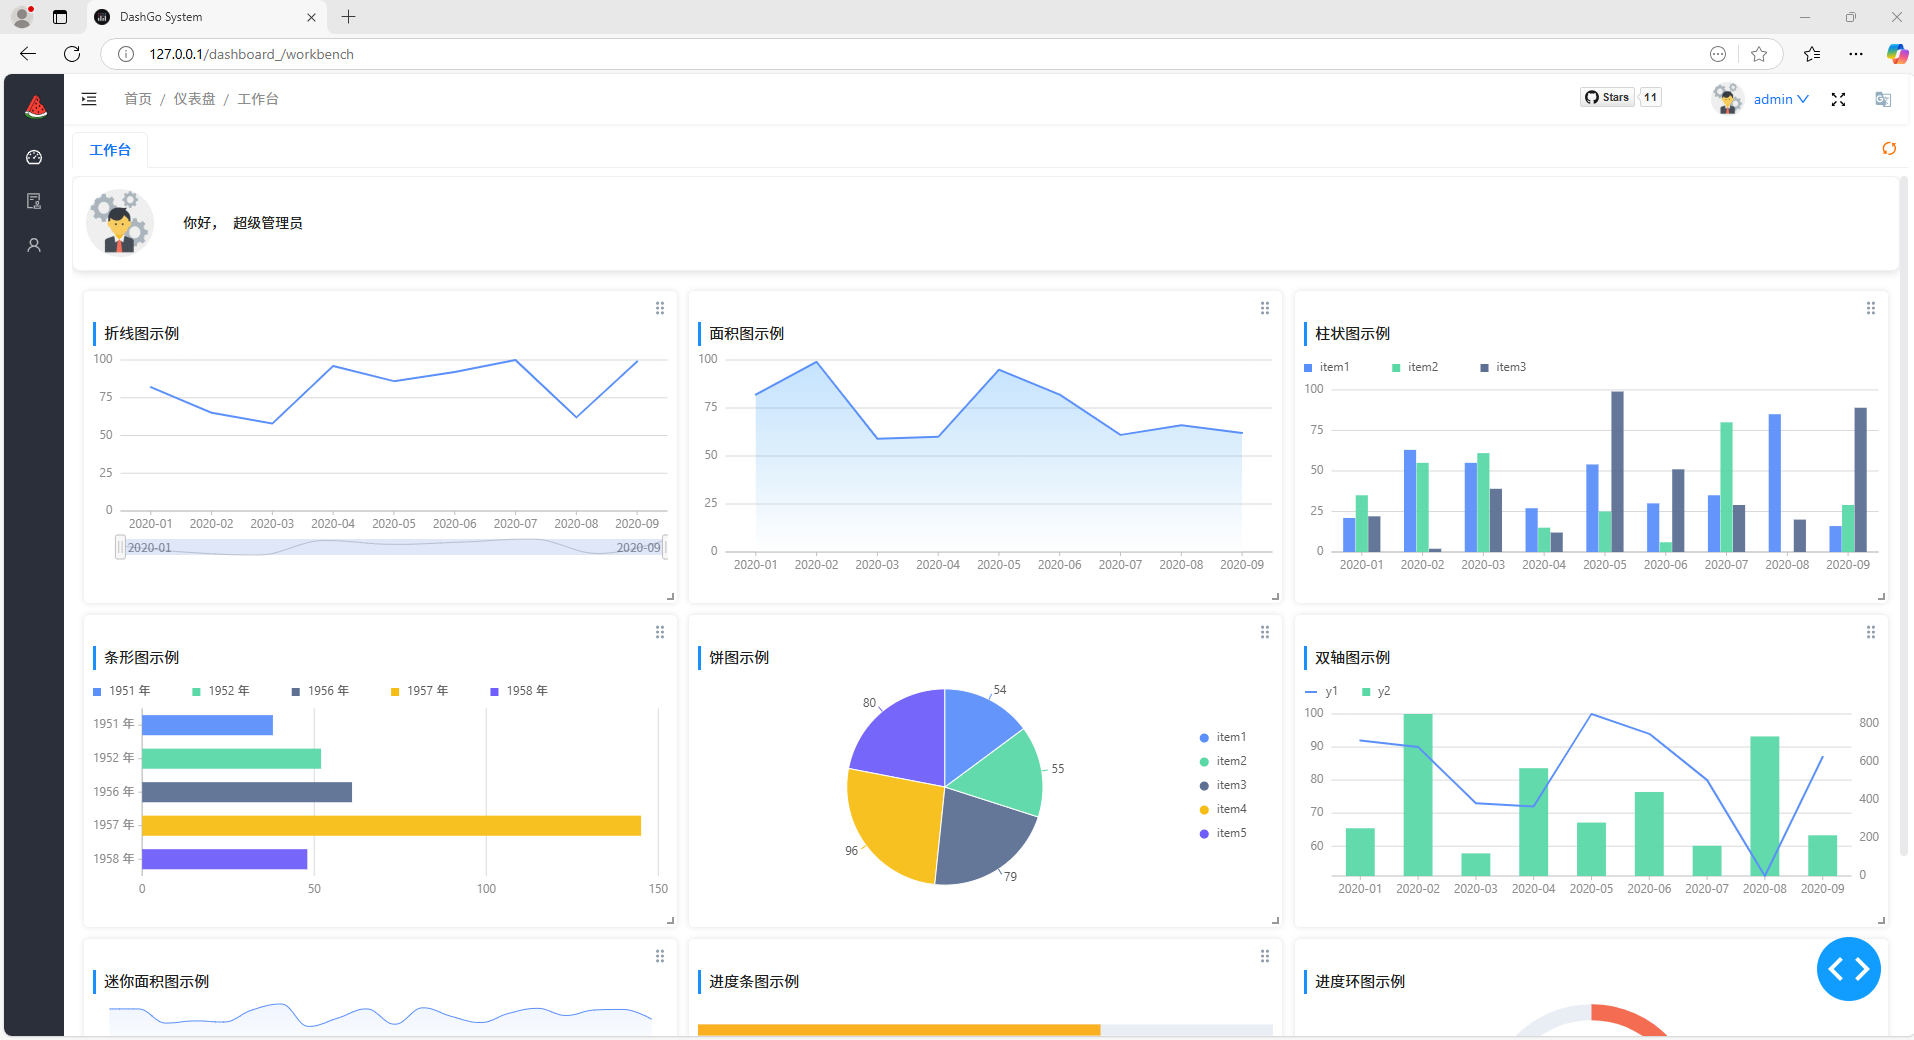 DashGo System
127.0.0.1/dashboard_/workbench
首页 / 仪表盘 / 工作台
Stars 11
admin
工作台
你好， 超级管理员
折线图示例
100
75
50
25
0
2020-01 2020-02 2020-03 2020-04 2020-05 2020-06 2020-07 2020-08 2020-09
2020-01 2020-09
面积图示例
100
75
50
25
0
2020-01 2020-02 2020-03 2020-04 2020-05 2020-06 2020-07 2020-08 2020-09
柱状图示例
item1 item2 item3
100
75
50
25
0
2020-01 2020-02 2020-03 2020-04 2020-05 2020-06 2020-07 2020-08 2020-09
条形图示例
1951 年 1952 年 1956 年 1957 年 1958 年
1951 年
1952 年
1956 年
1957 年
1958 年
0 50 100 150
饼图示例
54
80
55
96
79
item1
item2
item3
item4
item5
双轴图示例
y1 y2
100
90
80
70
60
800
600
400
200
0
2020-01 2020-02 2020-03 2020-04 2020-05 2020-06 2020-07 2020-08 2020-09
迷你面积图示例
进度条图示例
进度环图示例